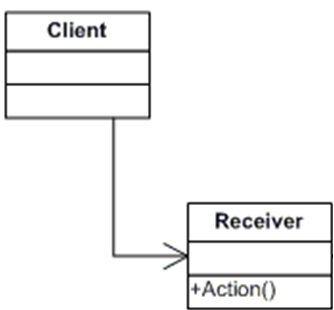 Client
Receiver
+Action()